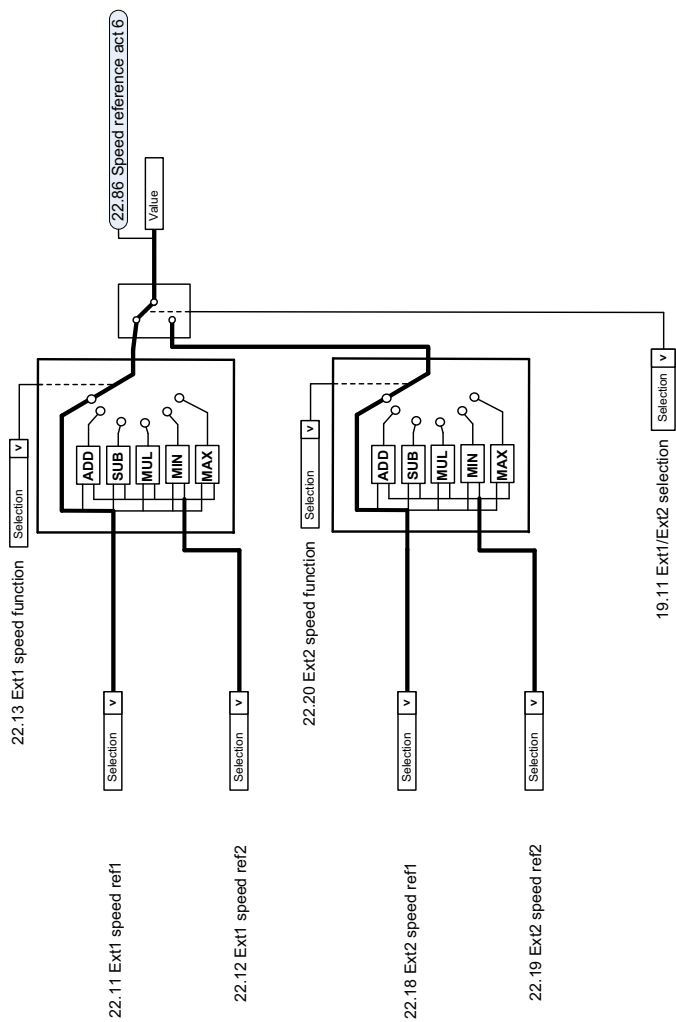 22.13 Ext1 speed function
Selection
v
22.11 Ext1 speed ref1
Selection
v
ADD
SUB
MUL
MIN
MAX
22.86 Speed reference act 6
Value
22.12 Ext1 speed ref2
Selection
v
22.20 Ext2 speed function
Selection
v
22.18 Ext2 speed ref1
Selection
v
ADD
SUB
MUL
MIN
MAX
22.19 Ext2 speed ref2
Selection
v
19.11 Ext1/Ext2 selection
Selection
v